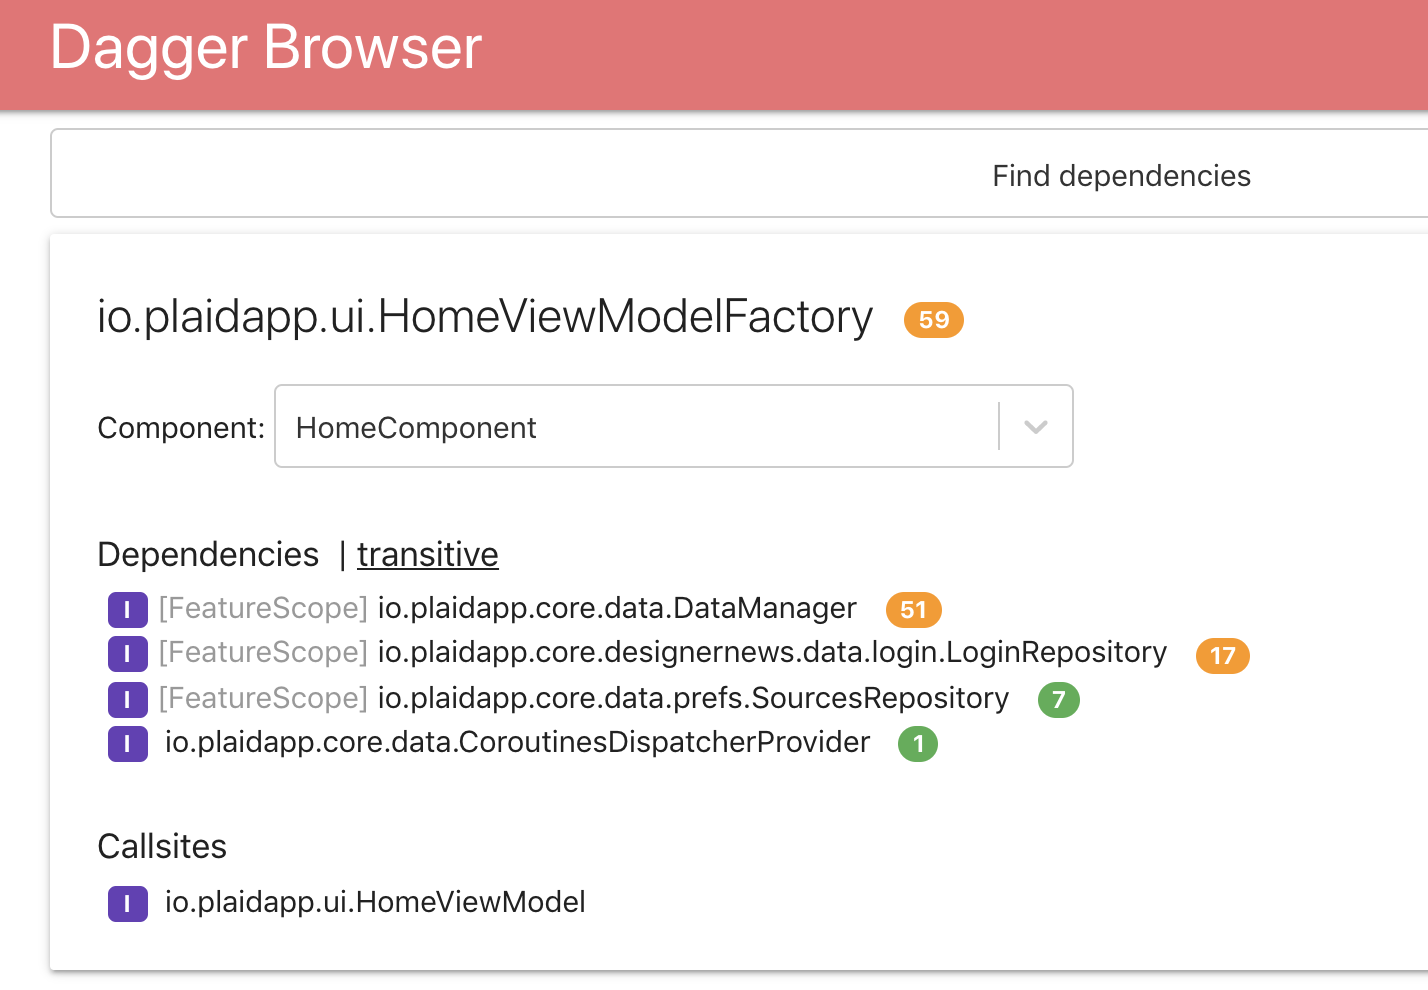 Dagger Browser
Find dependencies
io.plaidapp.ui.HomeViewModelFactory 59
Component: HomeComponent
Dependencies | transitive
I [FeatureScope] io.plaidapp.core.data.DataManager 51
I [FeatureScope] io.plaidapp.core.designernews.data.login.LoginRepository 17
I [FeatureScope] io.plaidapp.core.data.prefs.SourcesRepository 7
I io.plaidapp.core.data.CoroutinesDispatcherProvider 1
Callsites
I io.plaidapp.ui.HomeViewModel